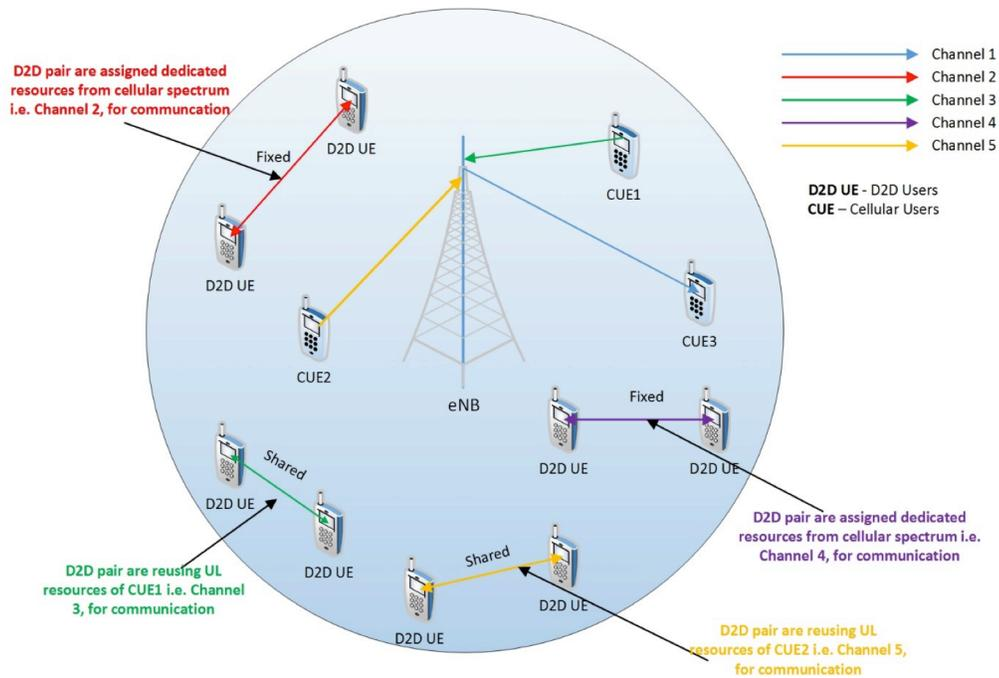 D2D pair are assigned dedicated
resources from cellular spectrum
i.e. Channel 2, for communcation
Fixed
D2D UE
D2D UE
CUE1
Channel 1
Channel 2
Channel 3
Channel 4
Channel 5
D2D UE - D2D Users
CUE – Cellular Users
CUE2
CUE3
eNB
Fixed
D2D UE
D2D UE
D2D pair are assigned dedicated
resources from cellular spectrum i.e.
Channel 4, for communication
Shared
D2D UE
D2D UE
D2D pair are reusing UL
resources of CUE1 i.e. Channel
3, for communication
Shared
D2D UE
D2D UE
D2D pair are reusing UL
resources of CUE2 i.e. Channel 5,
for communication